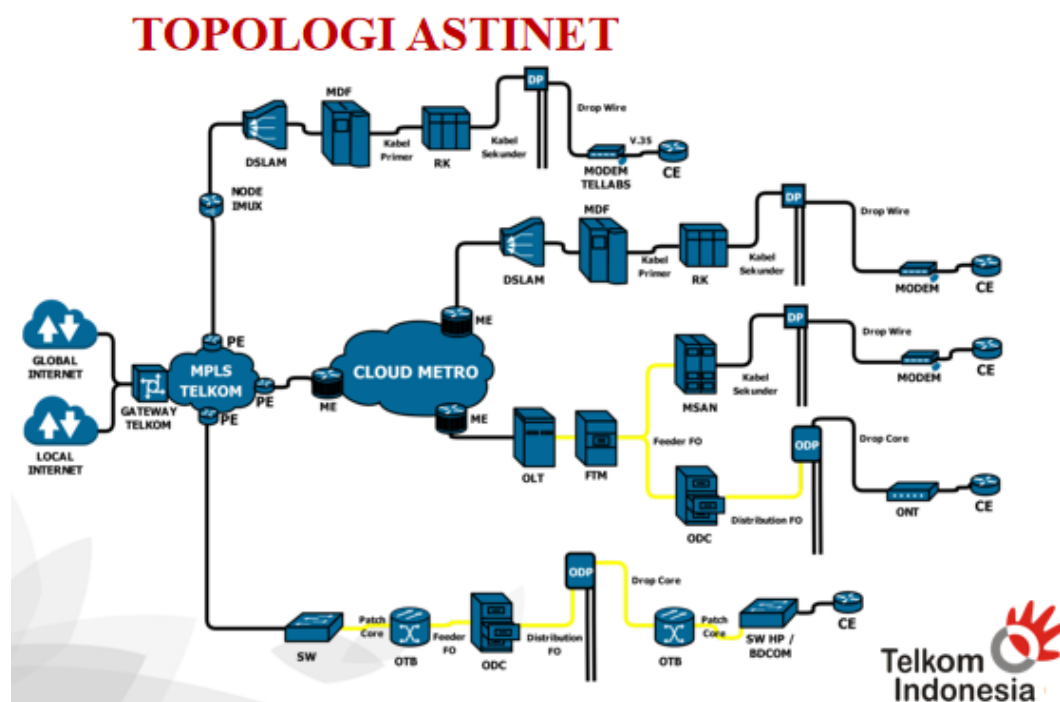 TOPOLOGI ASTINET
DP
MDF
Drop Wire
V.35
DSLAM
Kabel
Primer
RK
Kabel
Sekunder
MODEM
TELLABS
CE
NODE
IMUX
MDF
DP
Drop Wire
DSLAM
Kabel
Primer
RK
Kabel
Sekunder
MODEM
CE
ME
PE
GLOBAL
INTERNET
MPLS
TELKOM
CLOUD METRO
DP
Drop Wire
MSAN
Kabel
Sekunder
MODEM
CE
GATEWAY
TELKOM
PE
ME
PE
ME
LOCAL
INTERNET
OLT
FTM
Feeder FO
ODP
Drop Core
ODC
Distribution FO
ONT
CE
ODP
Drop Core
SW
Patch
Core
OTB
Feeder
FO
ODC
Distribution
FO
OTB
Patch
Core
SW HP /
BDCOM
CE
Telkom
Indonesia